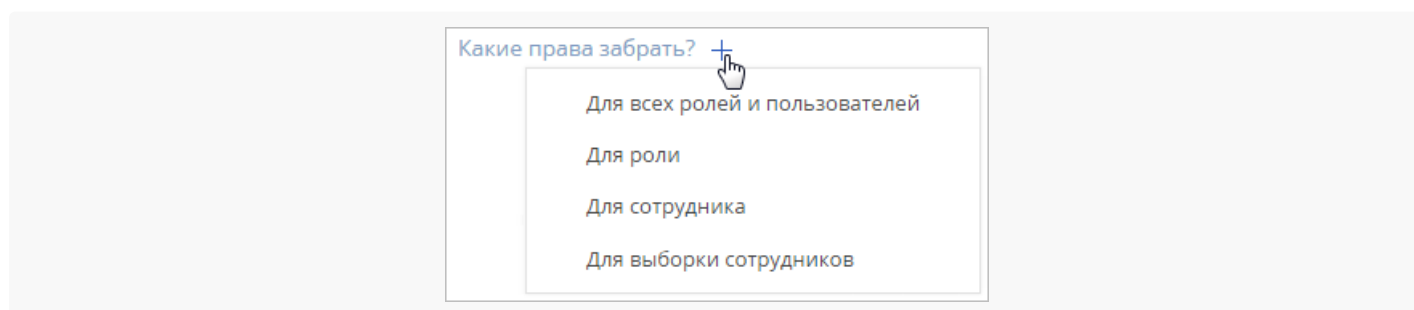 Какие права забрать? +
Для всех ролей и пользователей
Для роли
Для сотрудника
Для выборки сотрудников